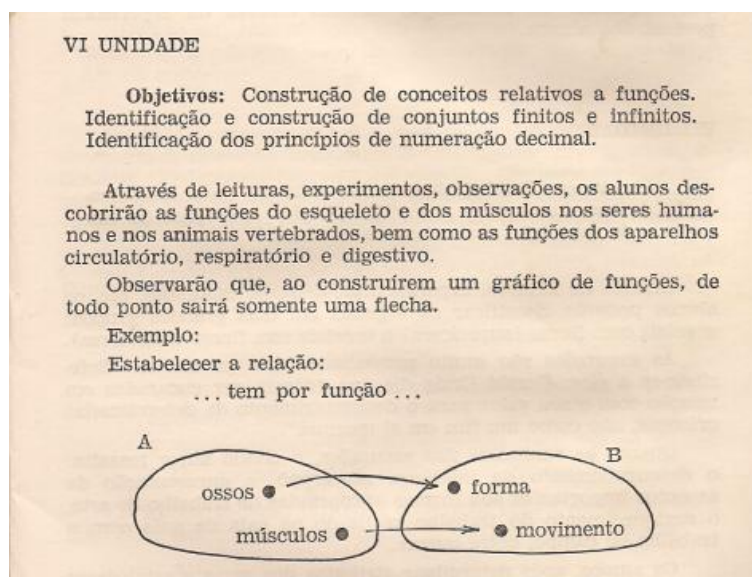 VI UNIDADE
Objetivos: Construção de conceitos relativos a funções.
Identificação e construção de conjuntos finitos e infinitos.
Identificação dos princípios de numeração decimal.
Através de leituras, experimentos, observações, os alunos des-
cobrirão as funções do esqueleto e dos músculos nos seres huma-
nos e nos animais vertebrados, bem como as funções dos aparelhos
circulatório, respiratório e digestivo.
Observarão que, ao construírem um gráfico de funções, de
todo ponto sairá somente uma flecha.
Exemplo:
Estabelecer a relação:
... tem por função ...
A
B
ossos
forma
músculos
movimento